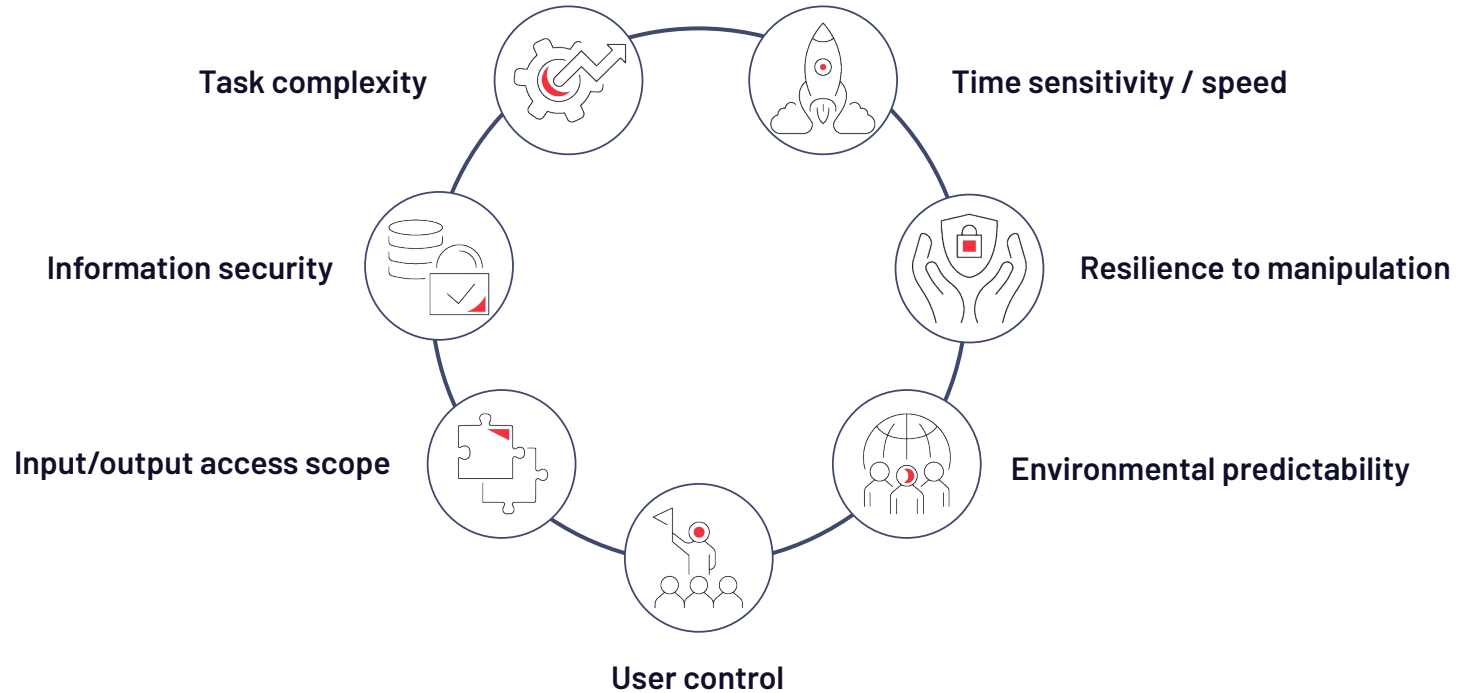 Task complexity
Time sensitivity / speed
Information security
Resilience to manipulation
Input/output access scope
Environmental predictability
User control